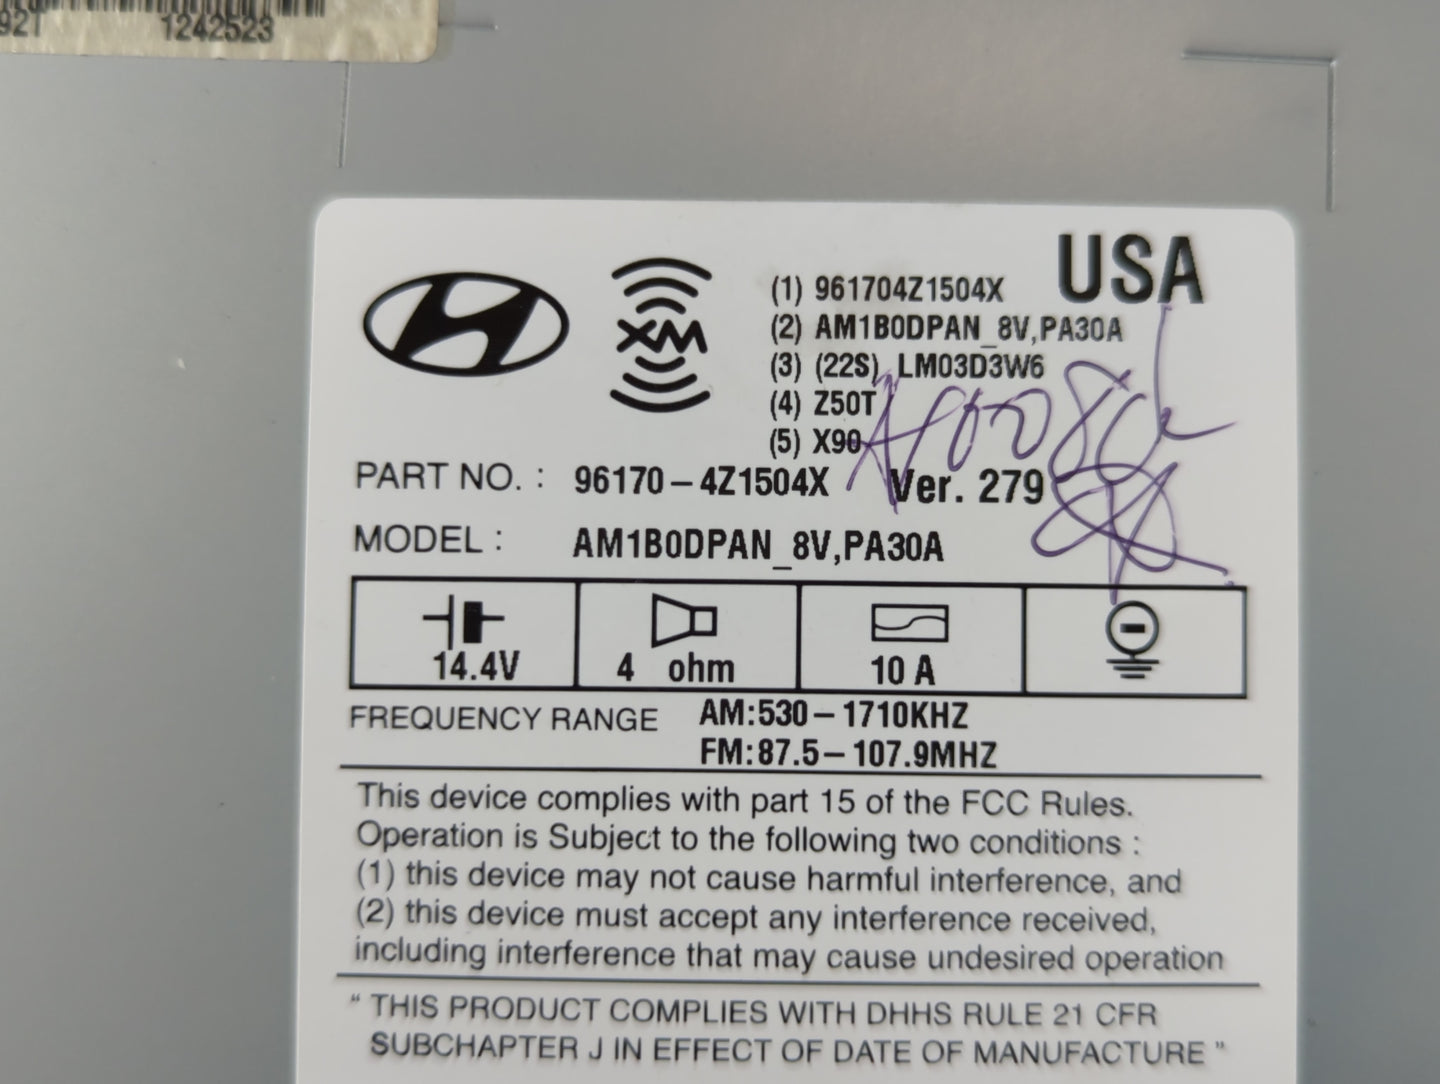 92T 1242523
USA
XM
(1) 961704Z1504X
(2) AM1B0DPAN_8V,PA30A
(3) (22S)_LM03D3W6
(4) Z50T
(5) X90
PART NO. : 96170-4Z1504X Ver. 279
MODEL : AM1B0DPAN_8V,PA30A
14.4V 4 ohm 10 A
FREQUENCY RANGE AM:530-1710KHZ
FM:87.5-107.9MHZ
This device complies with part 15 of the FCC Rules.
Operation is Subject to the following two conditions :
(1) this device may not cause harmful interference, and
(2) this device must accept any interference received,
including interference that may cause undesired operation
" THIS PRODUCT COMPLIES WITH DHHS RULE 21 CFR
SUBCHAPTER J IN EFFECT OF DATE OF MANUFACTURE "